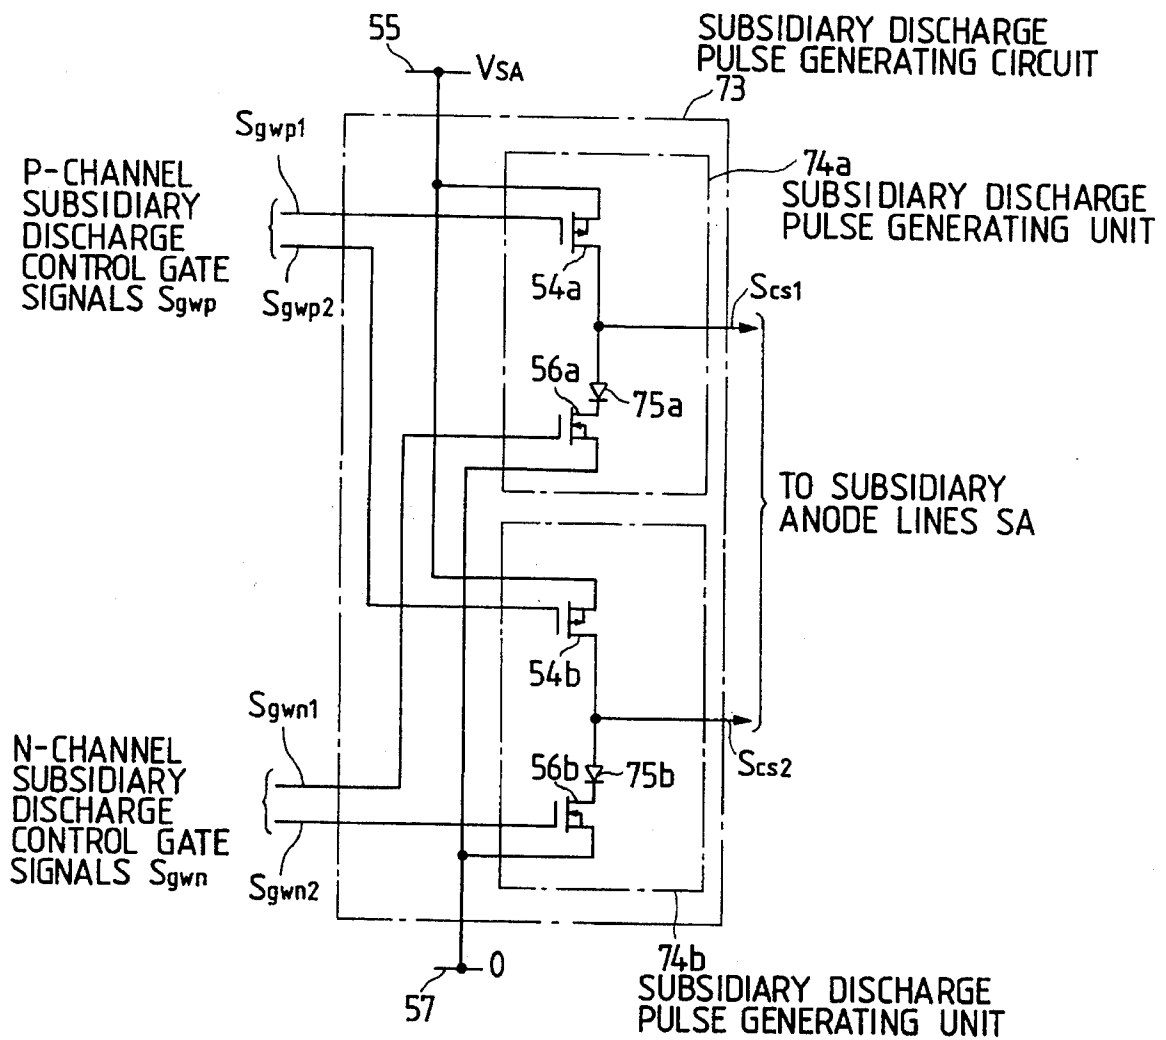 55
VSA
SUBSIDIARY DISCHARGE
PULSE GENERATING CIRCUIT
73
Sgwp1
P-CHANNEL
SUBSIDIARY
DISCHARGE
CONTROL GATE
SIGNALS Sgwp
Sgwp2
74a
SUBSIDIARY DISCHARGE
PULSE GENERATING UNIT
54a
Scs1
56a
75a
TO SUBSIDIARY
ANODE LINES SA
54b
Sgwn1
N-CHANNEL
SUBSIDIARY
DISCHARGE
CONTROL GATE
SIGNALS Sgwn
Sgwn2
56b
75b
Scs2
57
0
74b
SUBSIDIARY DISCHARGE
PULSE GENERATING UNIT